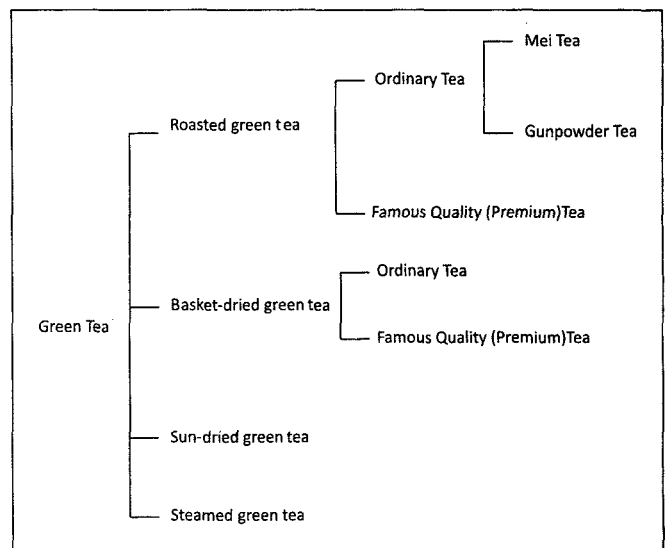 Mei Tea
Ordinary Tea
Roasted green tea
Gunpowder Tea
Famous Quality (Premium)Tea
Ordinary Tea
Basket-dried green tea
Green Tea
Famous Quality (Premium)Tea
Sun-dried green tea
Steamed green tea